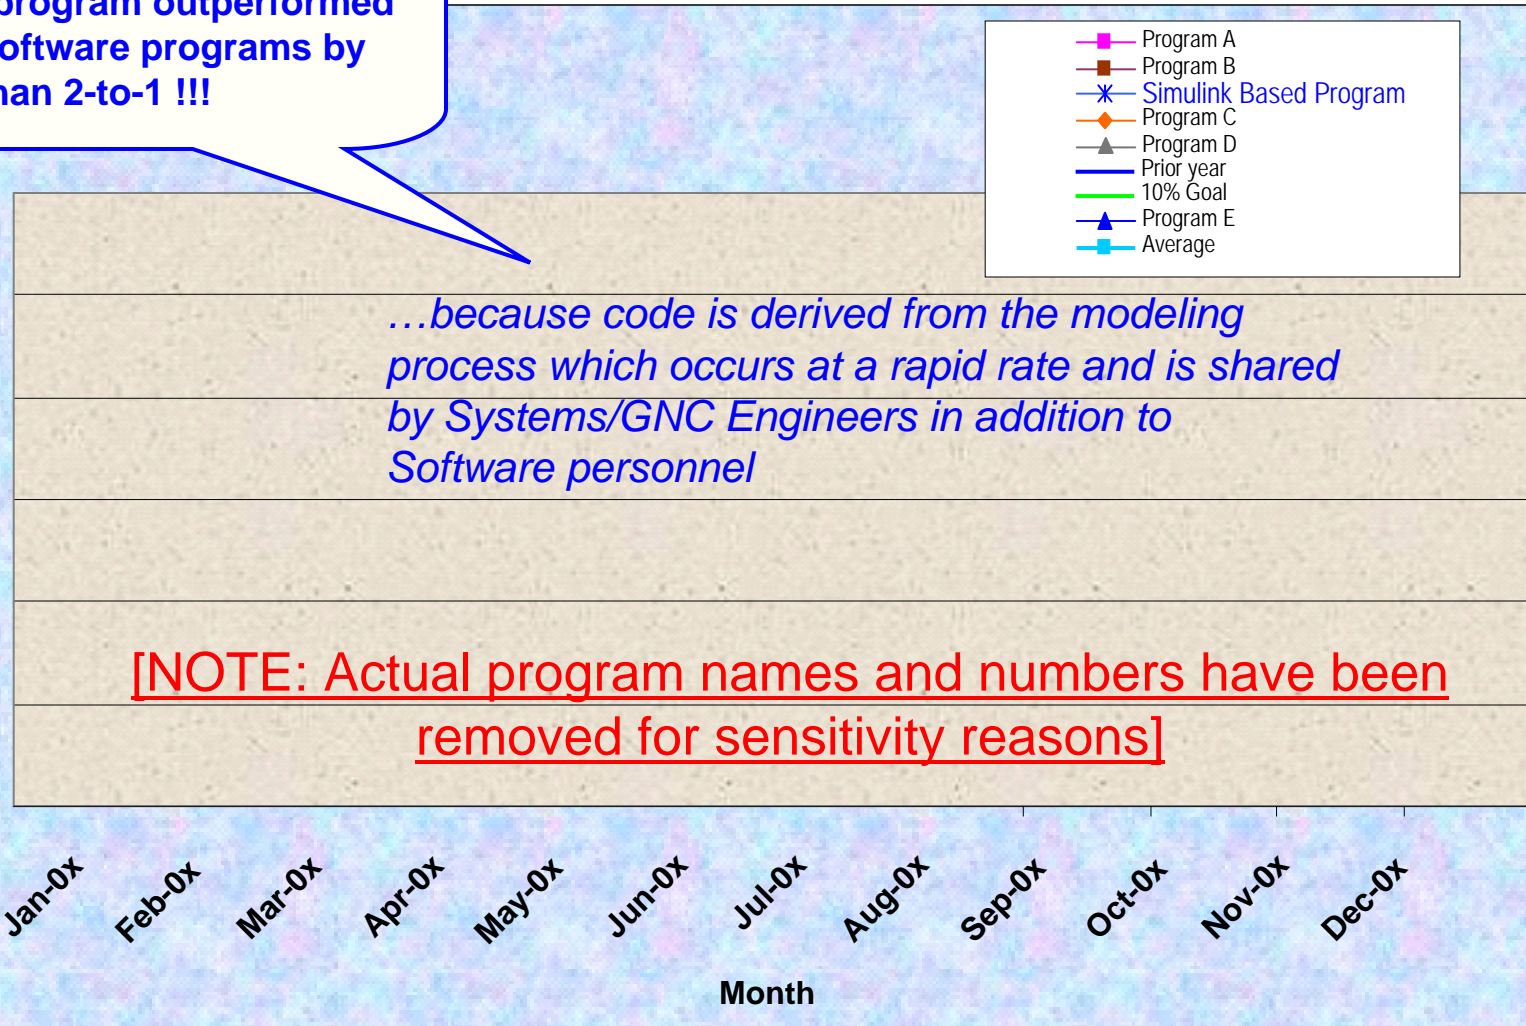 program outperformed
software programs by
than 2-to-1 !!!
Program A
Program B
Simulink Based Program
Program C
Program D
Prior year
10% Goal
Program E
Average
…because code is derived from the modeling
process which occurs at a rapid rate and is shared
by Systems/GNC Engineers in addition to
Software personnel
[NOTE: Actual program names and numbers have been
removed for sensitivity reasons]
Jan-0x
Feb-0x
Mar-0x
Apr-0x
May-0x
Jun-0x
Jul-0x
Aug-0x
Sep-0x
Oct-0x
Nov-0x
Dec-0x
Month